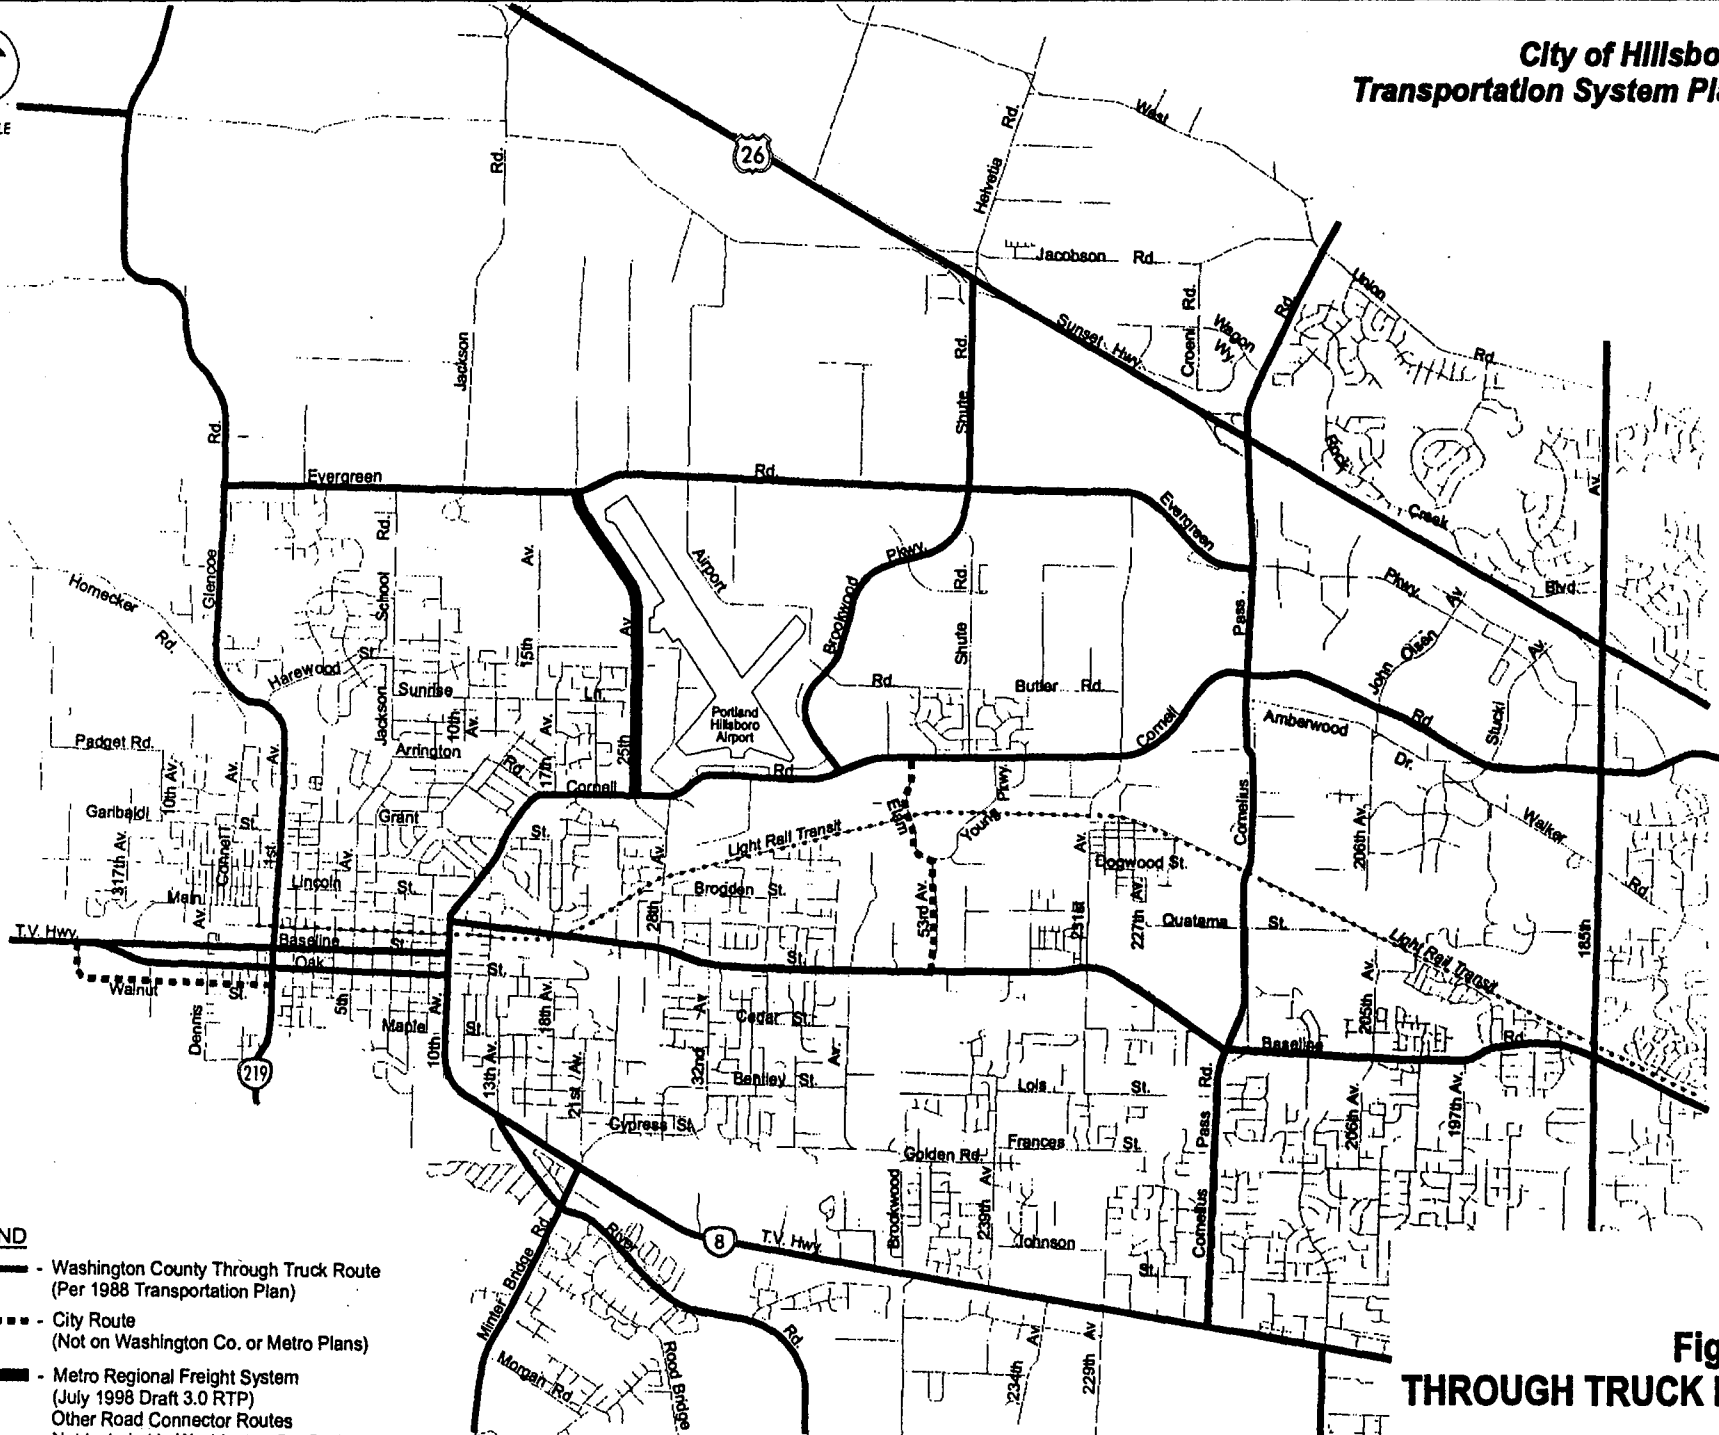 City of Hillsbo
Transportation System Pla
LE
26
West
Rd.
Helvetia
Rd.
Jacobson Rd.
Union
Rd.
Rd.
Croeni Rd.
Wagon
Wy.
Sunset Hwy.
Jackson
Rd.
Shute
Rd.
Rock
Creek
Blvd.
Av.
Rd.
Evergreen
Rd.
Evergreen
Glencoe
Rd.
School
Av.
15th
Airport
Pkwy.
Brookwood
Rd.
Shute
Pass
Pkwy.
Av.
John Olsen
Av.
Stucki
Hornecker
Rd.
Harewood St.
Sunrise
Ln.
Jackson
10th
Av.
Arrington
Av.
17th
Av.
25th
Portland
Hillsboro
Airport
Rd.
Butler Rd.
Cornell
Rd.
Amberwood
Dr.
Padget Rd.
10th Av.
Av.
Av.
Rd.
Cornell
Rd.
Pkwy.
Cornelius
206th Av.
Walker
Rd.
Garibaldi
St.
Grant
St.
317th Av.
Connell
1st
Av.
Light Rail Transit
Elam
Young
Av.
Dogwood St.
Main
Lincoln
St.
Av.
28th
Av.
Brogden St.
53rd Av.
231st
227th Av.
Quatama St.
185th
T.V. Hwy.
Baseline
St.
Oak
St.
St.
Light Rail Transit
Walnut
St.
Dennis
5th
Maple
St.
10th
Av.
18th Av.
Av.
Cedar St.
Av.
205th
Av.
Baseline
Rd.
219
13th Av.
21st Av.
32nd
Bentley St.
Lois
St.
Pass Rd.
206th Av.
197th Av.
Cypress St.
Golden Rd.
Frances
St.
Brookwood
239th Av
Johnson
St.
Cornelius
8
T.V. Hwy.
Minter Bridge Rd.
River
Rd.
Rood Bridge
Morgan Rd.
234th
Av
229th
Av
ND
- Washington County Through Truck Route
(Per 1988 Transportation Plan)
- City Route
(Not on Washington Co. or Metro Plans)
- Metro Regional Freight System
(July 1998 Draft 3.0 RTP)
Other Road Connector Routes
Fig
THROUGH TRUCK